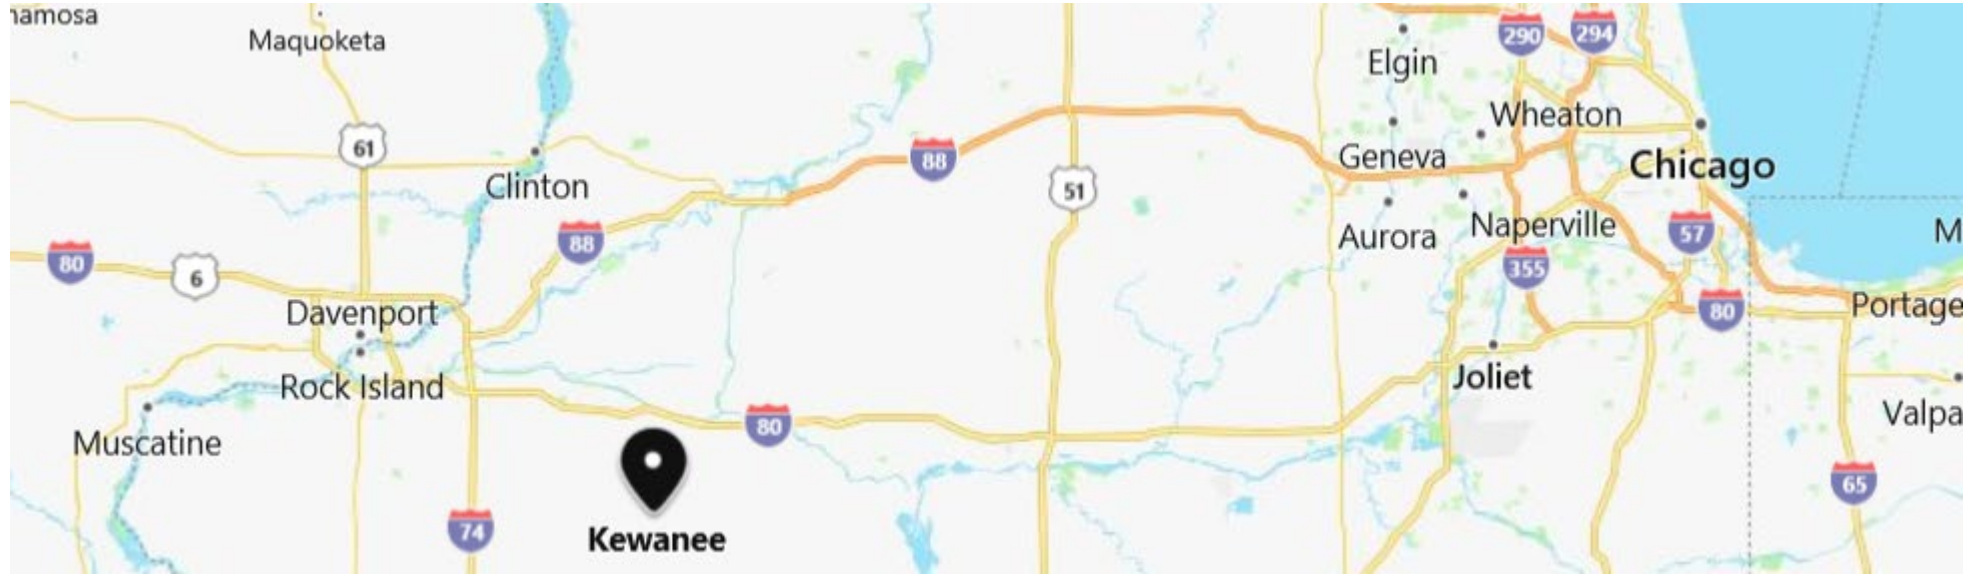 namosa
Maquoketa
Elgin
290
294
61
Wheaton
Clinton
88
51
Geneva
Chicago
80
6
88
Aurora
Naperville
355
57
M
Davenport
80
Portage
Rock Island
Joliet
Muscatine
80
Valpa
74
Kewanee
65